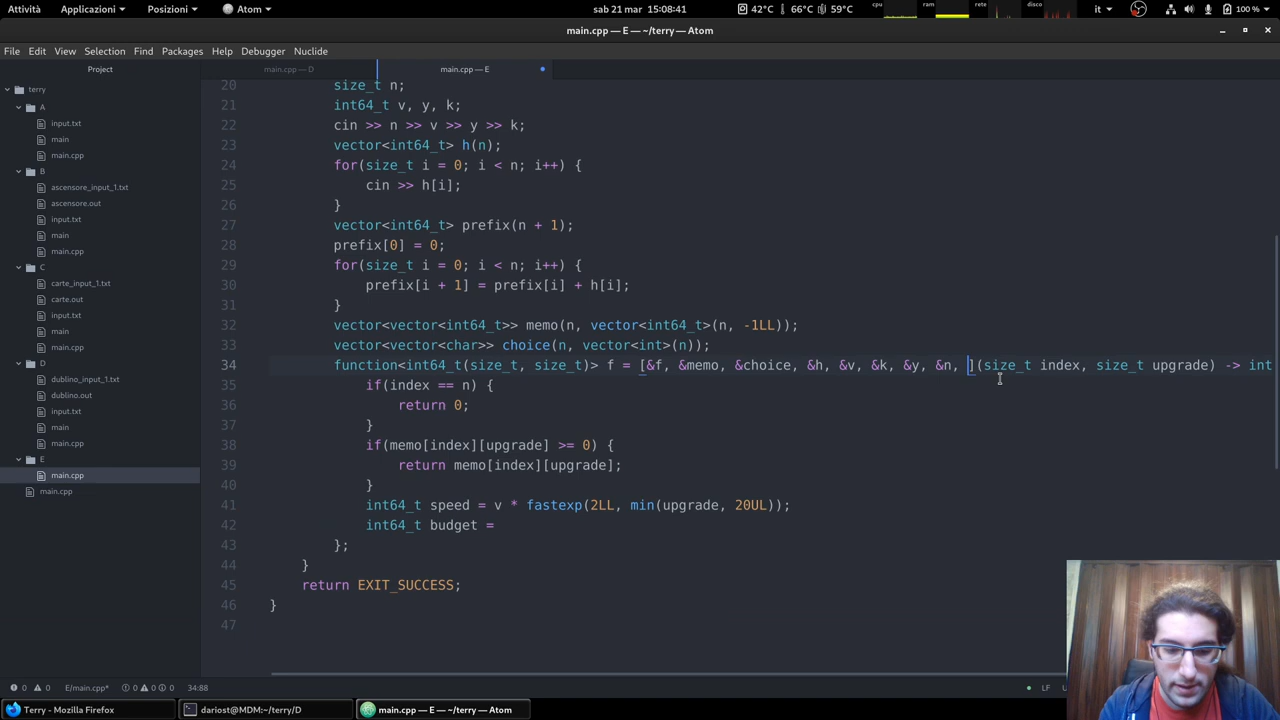 Attività Applicazioni Posizioni Atom sab 21 mar 15:08:41 42°C 66°C 59°C cpu ram rete disco it 100 %
main.cpp — E — ~/terry — Atom
File Edit View Selection Find Packages Help Debugger Nuclide
Project main.cpp — D main.cpp — E
terry
A
input.txt
main
main.cpp
B
ascensore_input_1.txt
ascensore.out
input.txt
main
main.cpp
C
carte_input_1.txt
carte.out
input.txt
main
main.cpp
D
dublino_input_1.txt
dublino.out
input.txt
main
main.cpp
E
main.cpp
main.cpp
20 size_t n;
21 int64_t v, y, k;
22 cin >> n >> v >> y >> k;
23 vector<int64_t> h(n);
24 for(size_t i = 0; i < n; i++) {
25 cin >> h[i];
26 }
27 vector<int64_t> prefix(n + 1);
28 prefix[0] = 0;
29 for(size_t i = 0; i < n; i++) {
30 prefix[i + 1] = prefix[i] + h[i];
31 }
32 vector<vector<int64_t>> memo(n, vector<int64_t>(n, -1LL));
33 vector<vector<char>> choice(n, vector<int>(n));
34 function<int64_t(size_t, size_t)> f = [&f, &memo, &choice, &h, &v, &k, &y, &n, ](size_t index, size_t upgrade) -> int
35 if(index == n) {
36 return 0;
37 }
38 if(memo[index][upgrade] >= 0) {
39 return memo[index][upgrade];
40 }
41 int64_t speed = v * fastexp(2LL, min(upgrade, 20UL));
42 int64_t budget =
43 };
44 }
45 return EXIT_SUCCESS;
46 }
47
0 0 E/main.cpp* 0 0 0 34:88 LF
Terry - Mozilla Firefox dariost@MDM:~/terry/D main.cpp — E — ~/terry — Atom